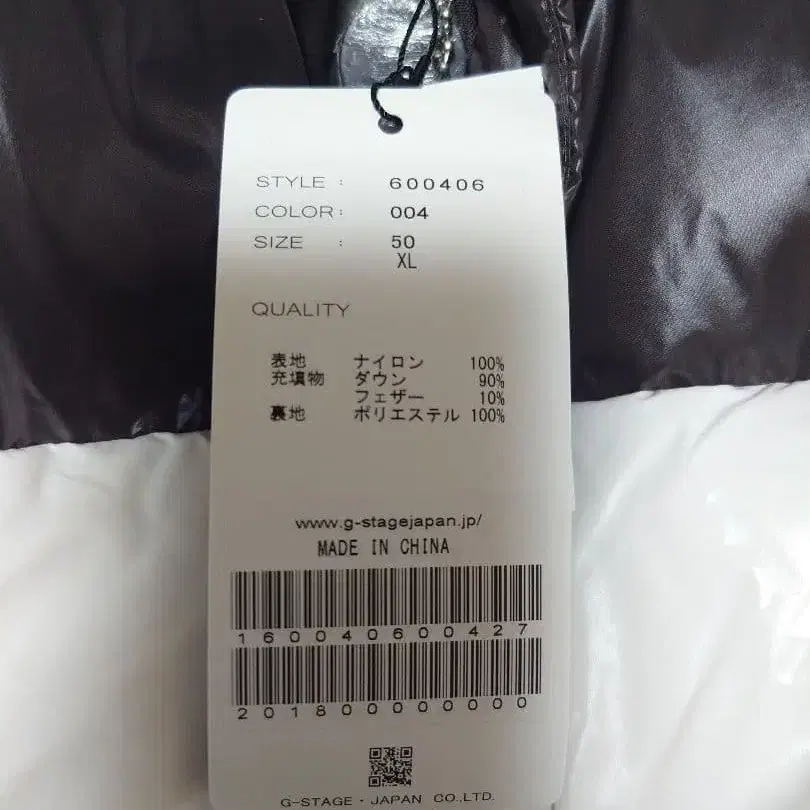 STYLE : 600406
COLOR: 004
SIZE : 50
XL
QUALITY
表地 ナイロン 100%
充填物 ダウン 90%
フェザー 10%
裏地 ポリエステル 100%
www.g-stagejapan.jp/
MADE IN CHINA
160040600427
2018000000000
G-STAGE・JAPAN CO.,LTD.